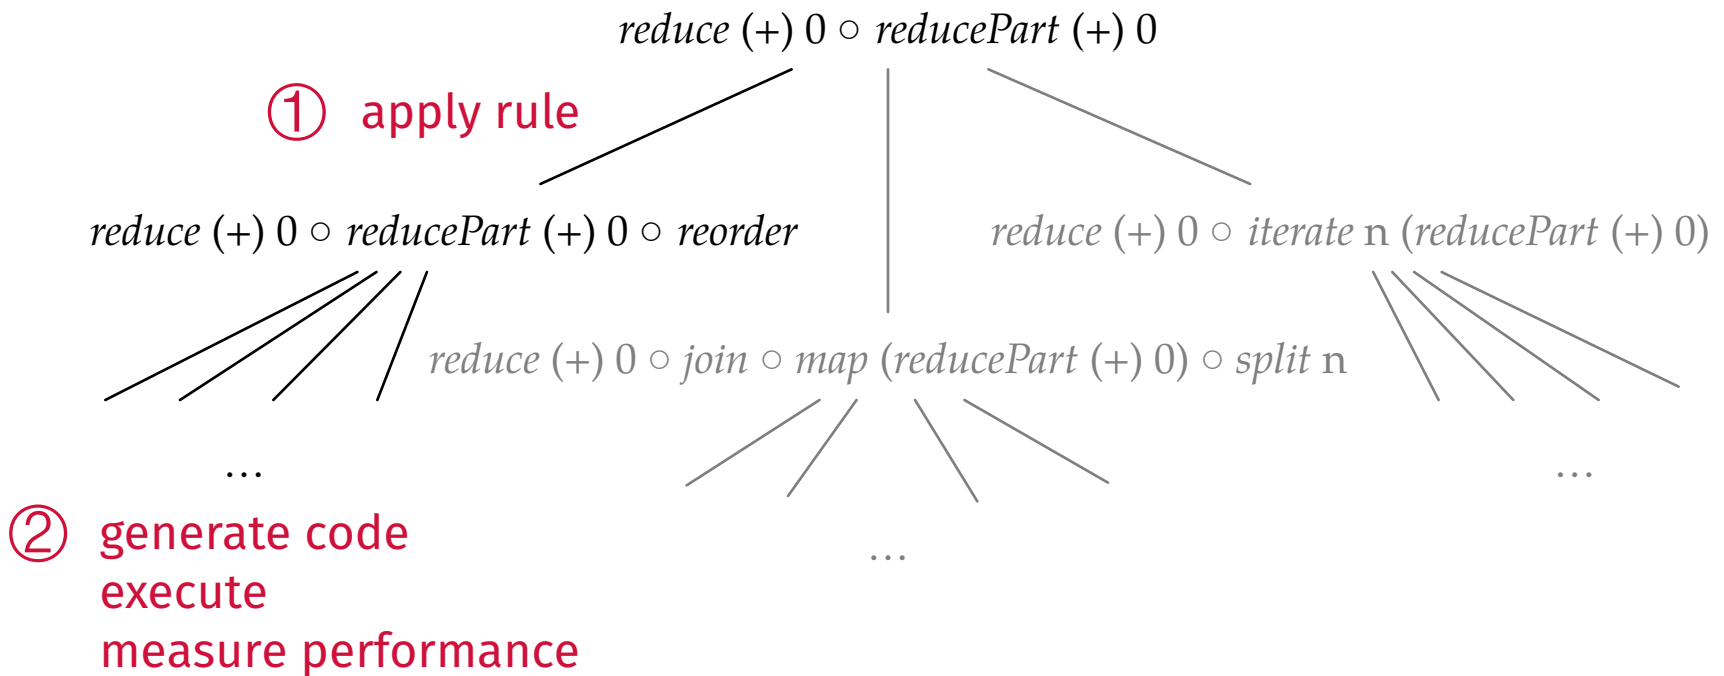 reduce (+) 0 ○ reducePart (+) 0
① apply rule
reduce (+) 0 ○ reducePart (+) 0 ○ reorder
reduce (+) 0 ○ iterate n (reducePart (+) 0)
reduce (+) 0 ○ join ○ map (reducePart (+) 0) ○ split n
...
...
② generate code
execute
measure performance
...